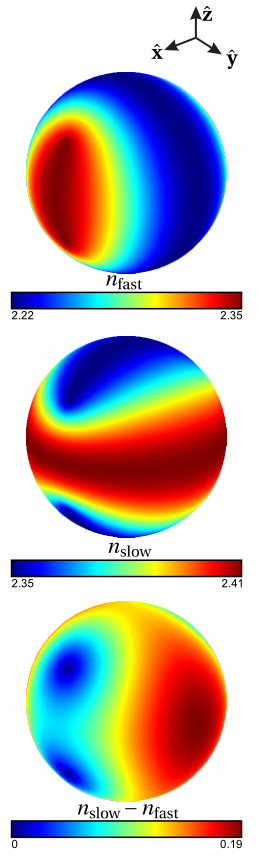 ẑ
x̂ ŷ
n_fast
2.22 2.35
n_slow
2.35 2.41
n_slow − n_fast
0 0.19